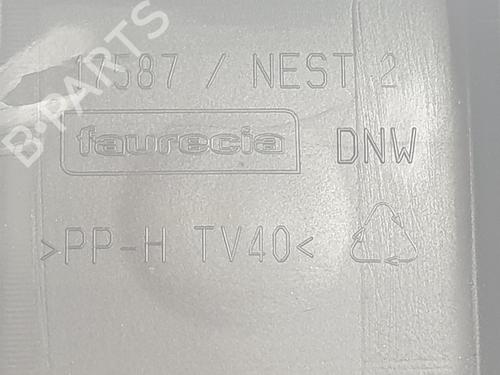 17587 / NEST 2
faurecia DNW
>PP-H TV40<
B-PARTS